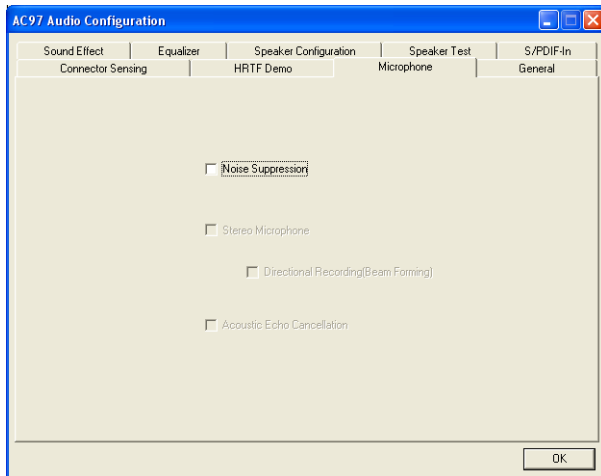 AC97 Audio Configuration
Sound Effect Equalizer Speaker Configuration Speaker Test S/PDIF-In
Connector Sensing HRTF Demo Microphone General
Noise Suppression
Stereo Microphone
Directional Recording(Beam Forming)
Acoustic Echo Cancellation
OK